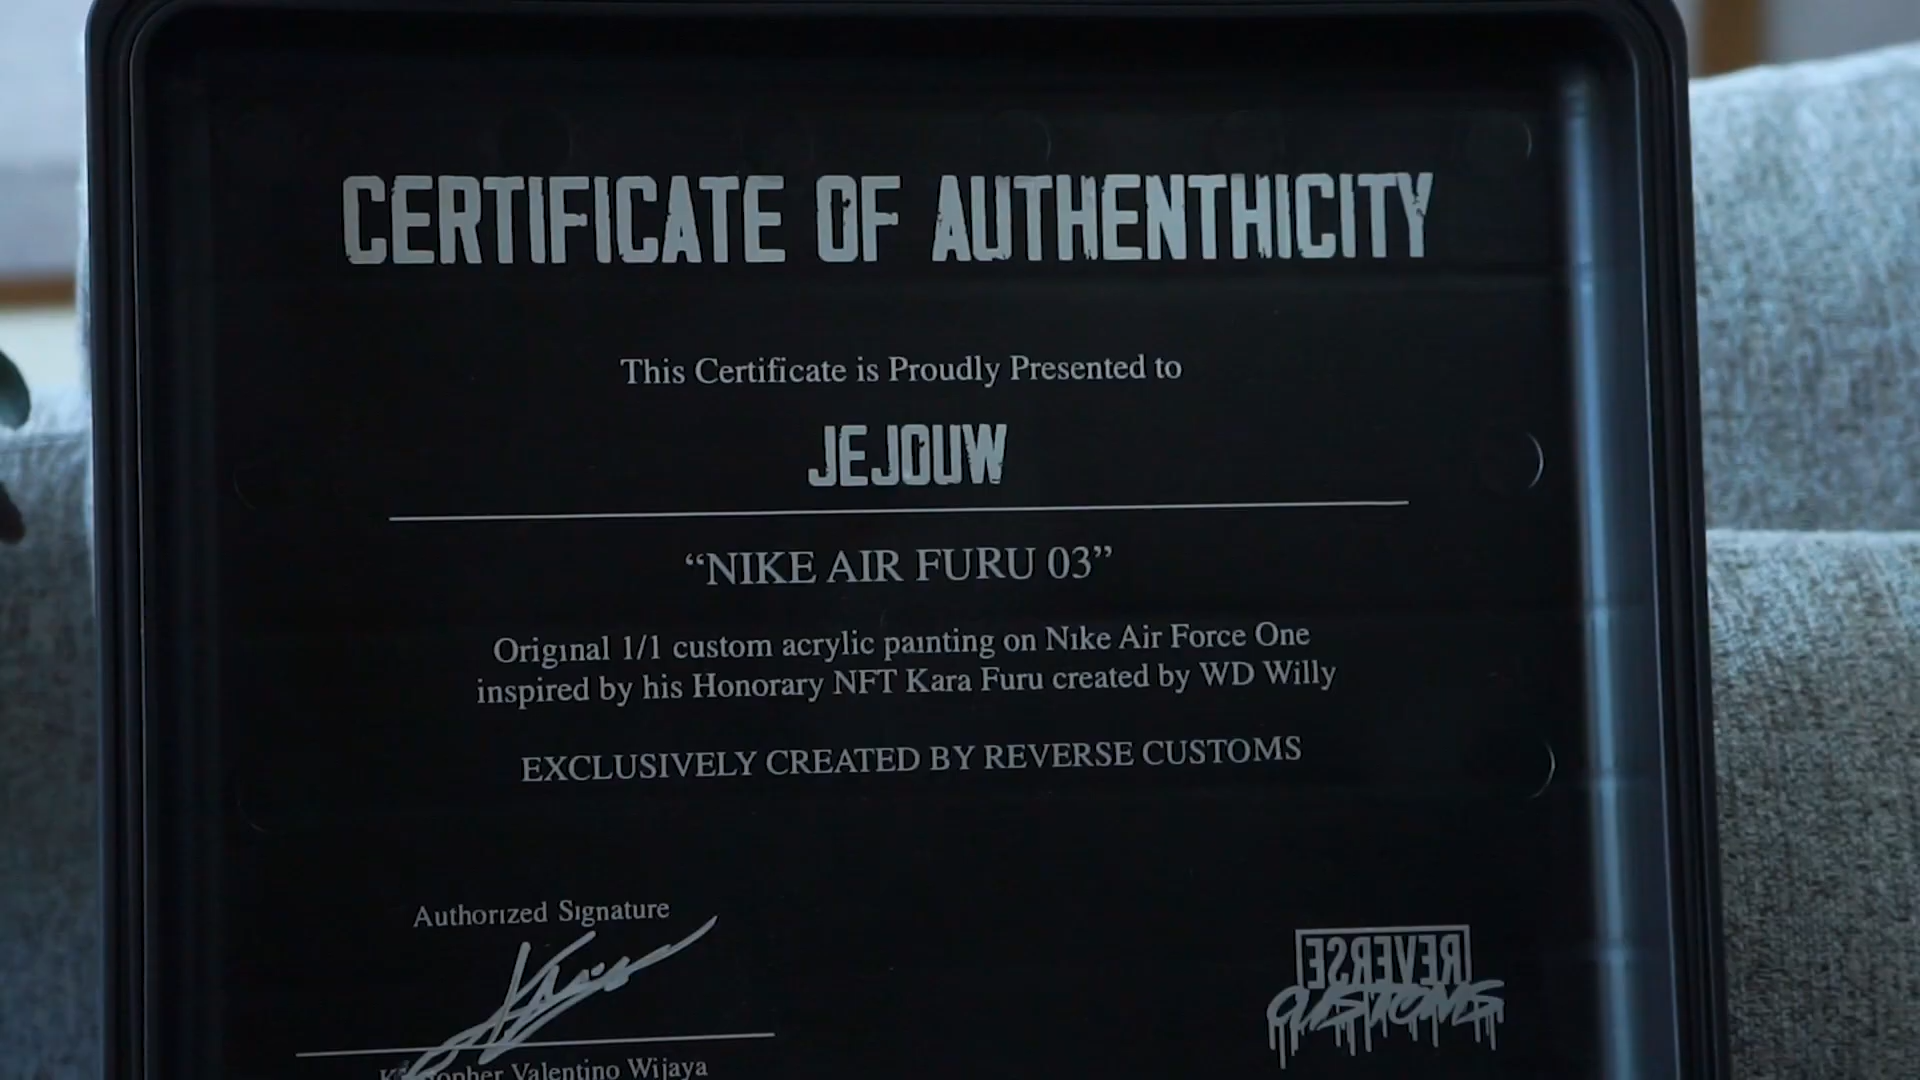 CERTIFICATE OF AUTHENTHICITY
This Certificate is Proudly Presented to
JEJOUW
“NIKE AIR FURU 03”
Original 1/1 custom acrylic painting on Nike Air Force One
inspired by his Honorary NFT Kara Furu created by WD Willy
EXCLUSIVELY CREATED BY REVERSE CUSTOMS
Authorized Signature
Valentino Wijaya
REVERSE
CUSTOMS